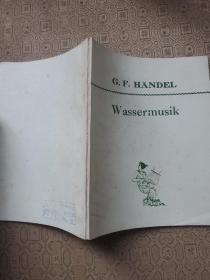 G. F. HÄNDEL
Wassermusik